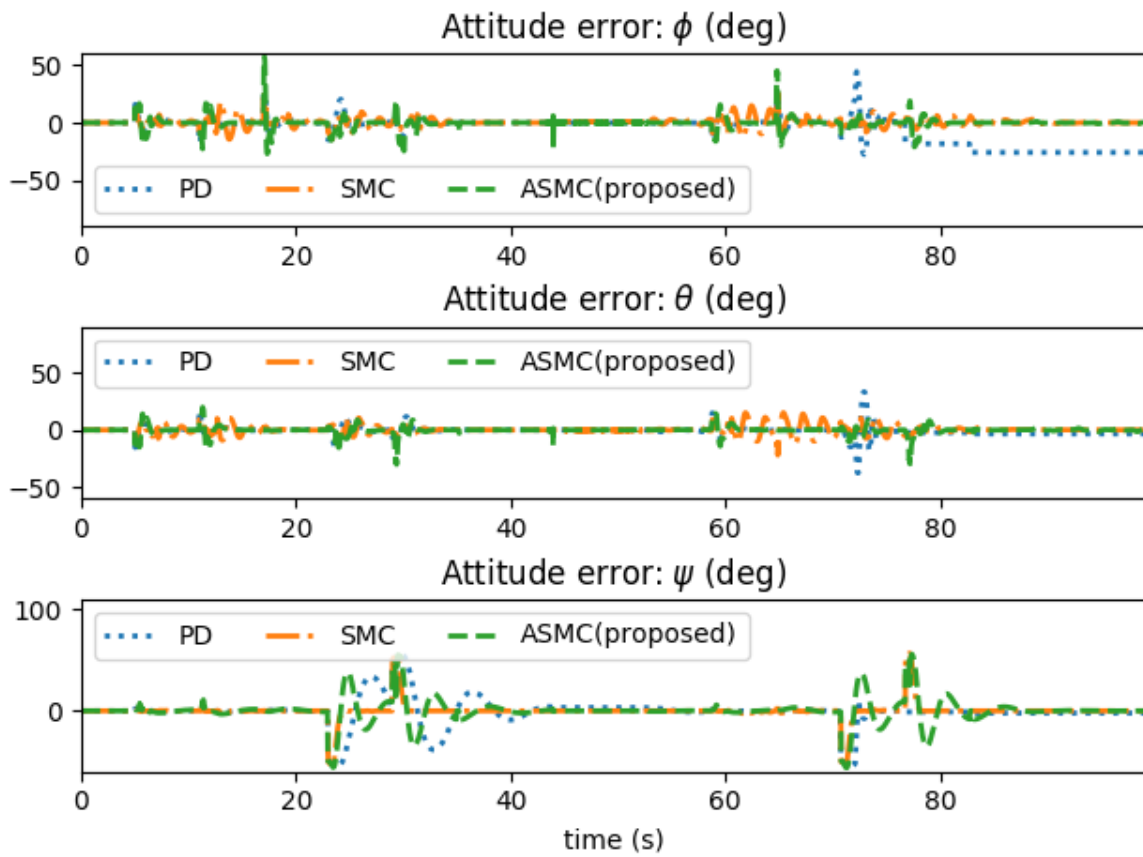 Attitude error: ϕ (deg)
50
0
−50
PD SMC ASMC(proposed)
0 20 40 60 80
Attitude error: θ (deg)
50
0
−50
PD SMC ASMC(proposed)
0 20 40 60 80
Attitude error: ψ (deg)
100
0
PD SMC ASMC(proposed)
0 20 40 60 80
time (s)